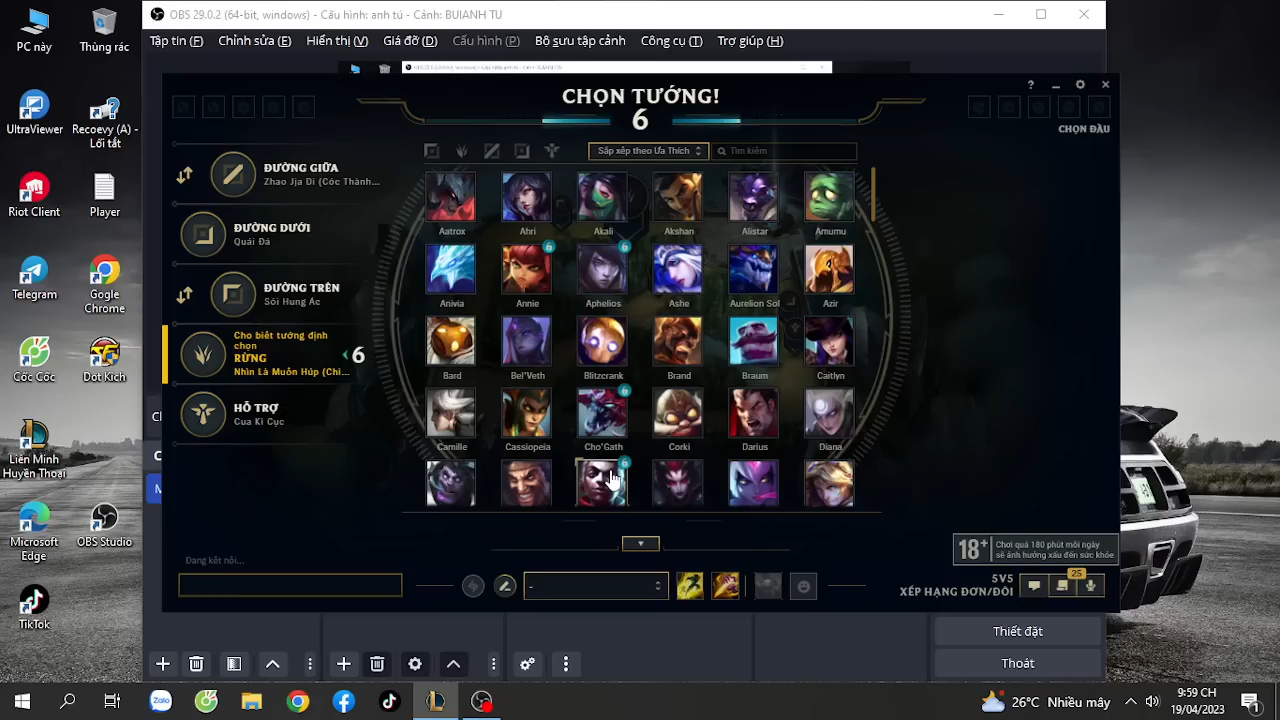 PC này
Thùng rác
UltraViewer
Recovery (A) -
Lối tắt
Riot Client
Player
Telegram
Google
Chrome
Cốc Cốc
Dot Kich
Liên Minh
Huyền Thoại
Microsoft
Edge
OBS Studio
TikTok
OBS 29.0.2 (64-bit, windows) - Cấu hình: anh tú - Cảnh: BUIANH TU
Tập tin (F)
Chỉnh sửa (E)
Hiển thị (V)
Giá đỡ (D)
Cấu hình (P)
Bộ sưu tập cảnh
Công cụ (T)
Trợ giúp (H)
CHỌN TƯỚNG!
6
CHỌN ĐẦU
Sắp xếp theo Ưa Thích
Tìm kiếm
ĐƯỜNG GIỮA
Zhao Jja Di (Cóc Thành...
ĐƯỜNG DƯỚI
Quái Đá
ĐƯỜNG TRÊN
Sói Hung Ác
Cho biết tướng định
chọn
RỪNG
Nhìn Là Muốn Húp (Chi...
6
HỖ TRỢ
Cua Kì Cục
Aatrox
Ahri
Akali
Akshan
Alistar
Amumu
Anivia
Annie
Aphelios
Ashe
Aurelion Sol
Azir
Bard
Bel'Veth
Blitzcrank
Brand
Braum
Caitlyn
Camille
Cassiopeia
Cho'Gath
Corki
Darius
Diana
Đang kết nối...
-
18+
Chơi quá 180 phút mỗi ngày
sẽ ảnh hưởng xấu đến sức khỏe
5V5
XẾP HẠNG ĐƠN/ĐÔI
25
Thiết đặt
Thoát
Zalo
26°C Nhiều mây
9:59 CH
1